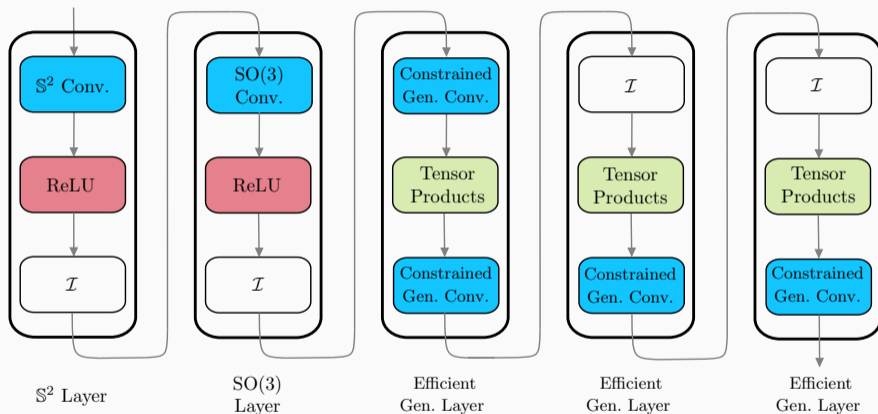 𝕊² Conv.
ReLU
ℐ
𝕊² Layer
SO(3)
Conv.
ReLU
ℐ
SO(3)
Layer
Constrained
Gen. Conv.
Tensor
Products
Constrained
Gen. Conv.
Efficient
Gen. Layer
ℐ
Tensor
Products
Constrained
Gen. Conv.
Efficient
Gen. Layer
ℐ
Tensor
Products
Constrained
Gen. Conv.
Efficient
Gen. Layer